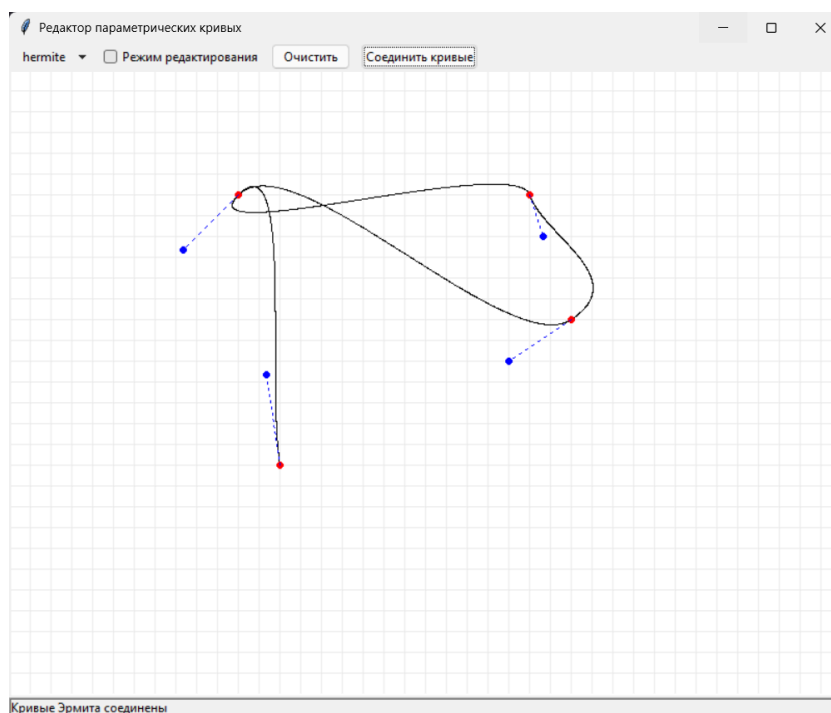 Редактор параметрических кривых
hermite Режим редактирования Очистить Соединить кривые
Кривые Эрмита соединены